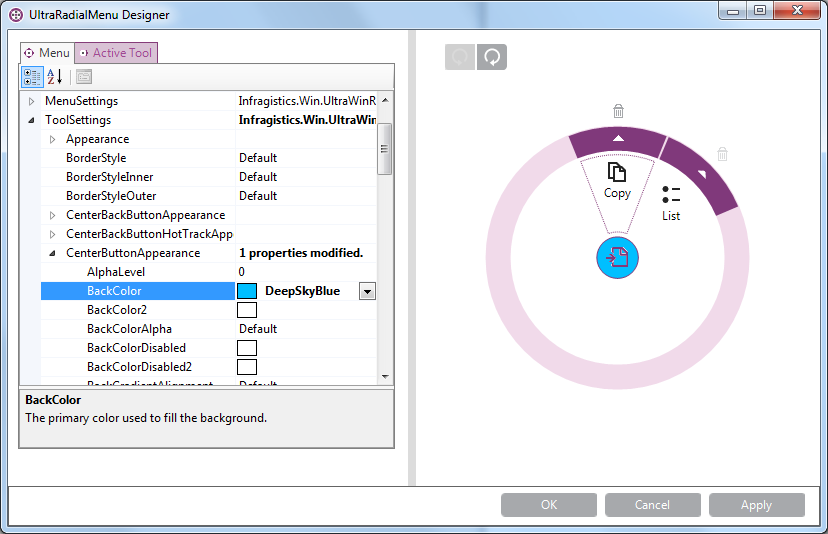 UltraRadialMenu Designer
Menu Active Tool
MenuSettings Infragistics.Win.UltraWinR
ToolSettings Infragistics.Win.UltraWin
Appearance
BorderStyle Default
BorderStyleInner Default
BorderStyleOuter Default
CenterBackButtonAppearance
CenterBackButtonHotTrackApp
CenterButtonAppearance 1 properties modified.
AlphaLevel 0
BackColor DeepSkyBlue
BackColor2
BackColorAlpha Default
BackColorDisabled
BackColorDisabled2
BackGradientAlignment Default
BackColor
The primary color used to fill the background.
Copy
List
OK Cancel Apply